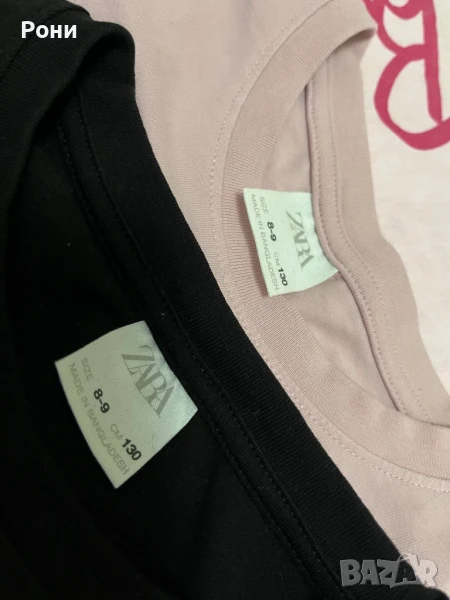 Рони
ZARA
SIZE 8-9 CM 130
MADE IN BANGLADESH
ZARA
SIZE 8-9 CM 130
MADE IN BANGLADESH
BAZAR